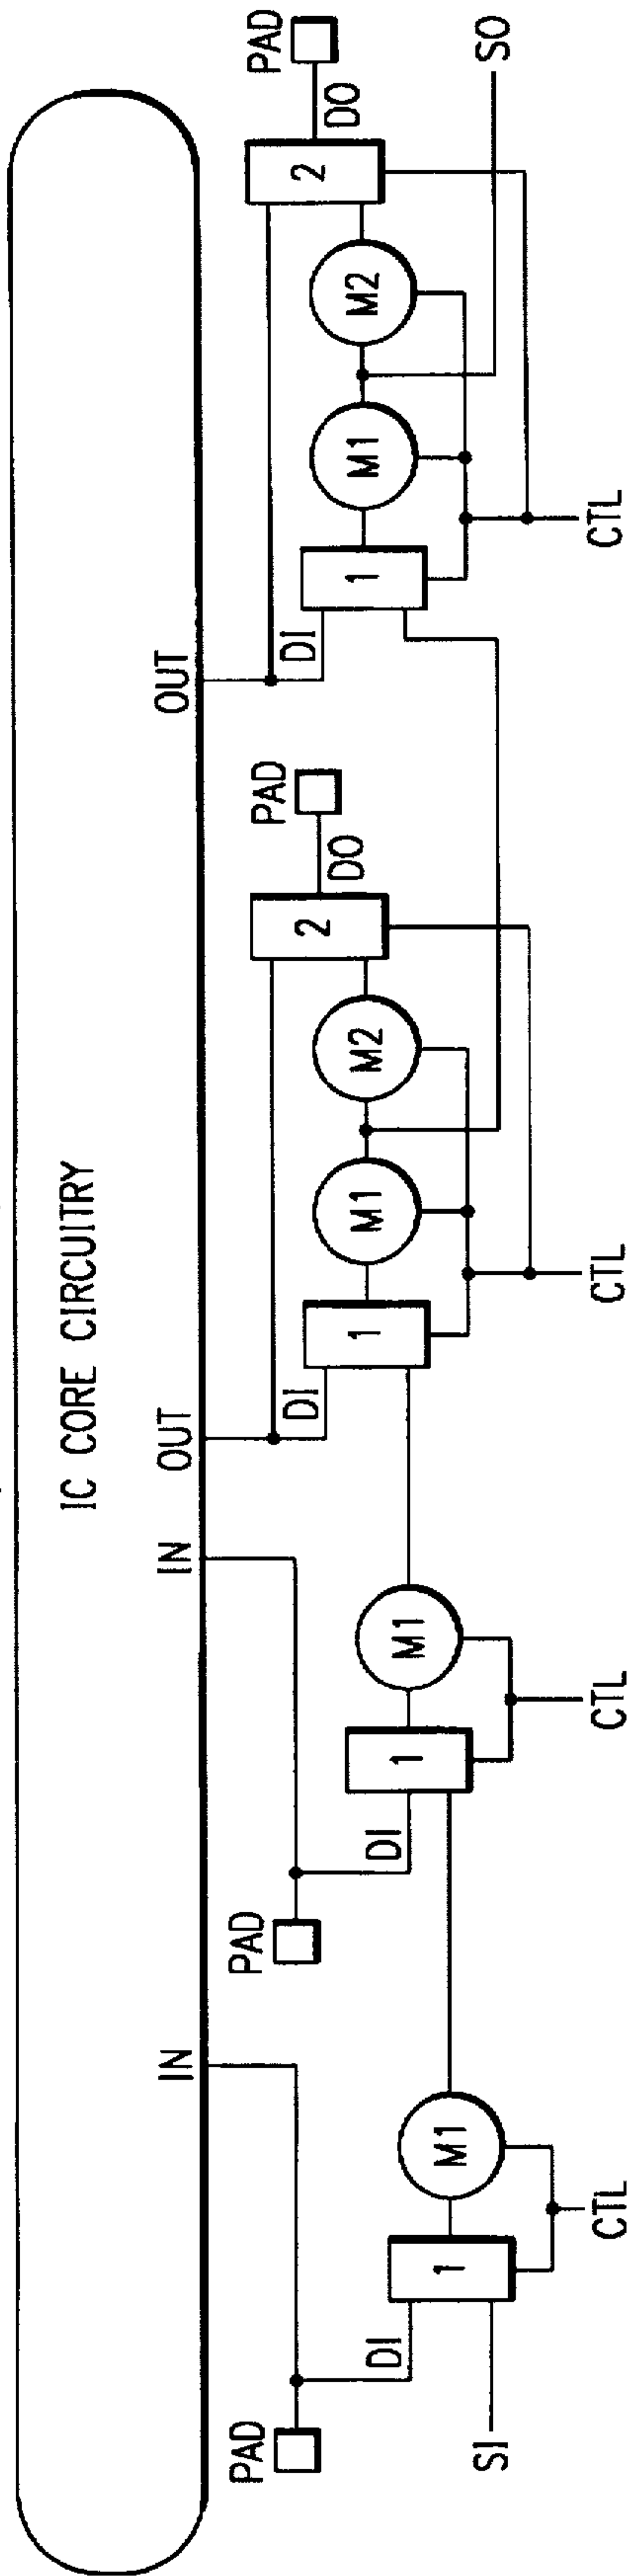 IC CORE CIRCUITRY
IN
IN
OUT
OUT
PAD
DI
SI
1
M1
CTL
PAD
DI
1
M1
CTL
DI
1
M1
M2
2
DO
PAD
CTL
DI
1
M1
M2
2
DO
PAD
CTL
SO